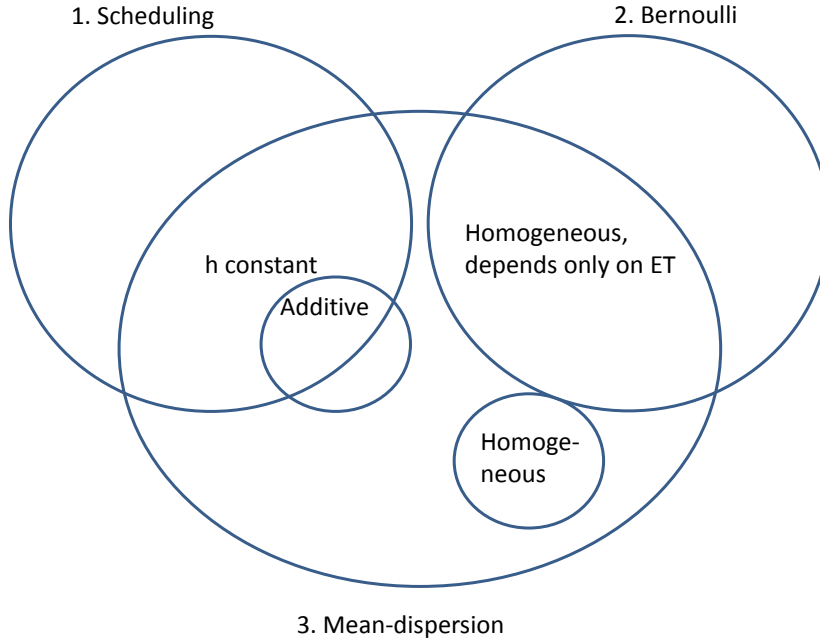 1. Scheduling
2. Bernoulli
Homogeneous,
depends only on ET
h constant
Additive
Homoge-
neous
3. Mean-dispersion